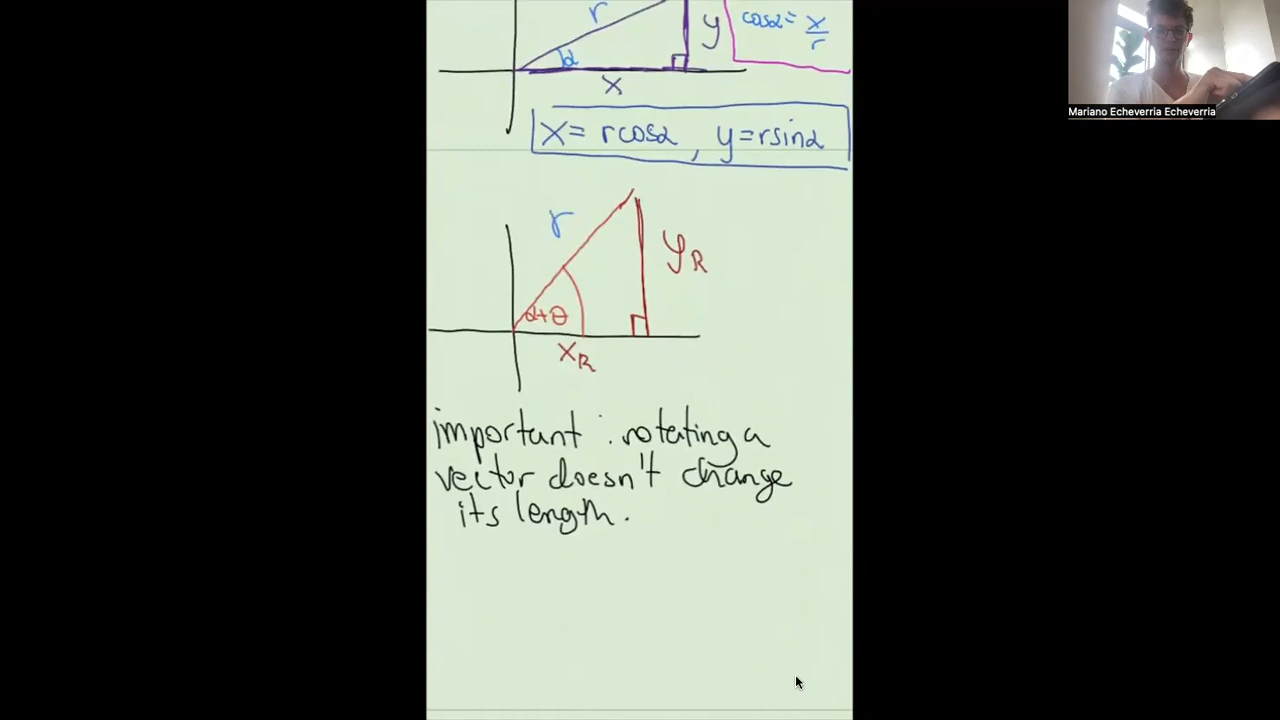 r
y
cosα = x/r
α
x
x = rcosα, y = rsinα
r
y_R
α+θ
x_R
important : rotating a
vector doesn't change
its length.
Mariano Echeverria Echeverria